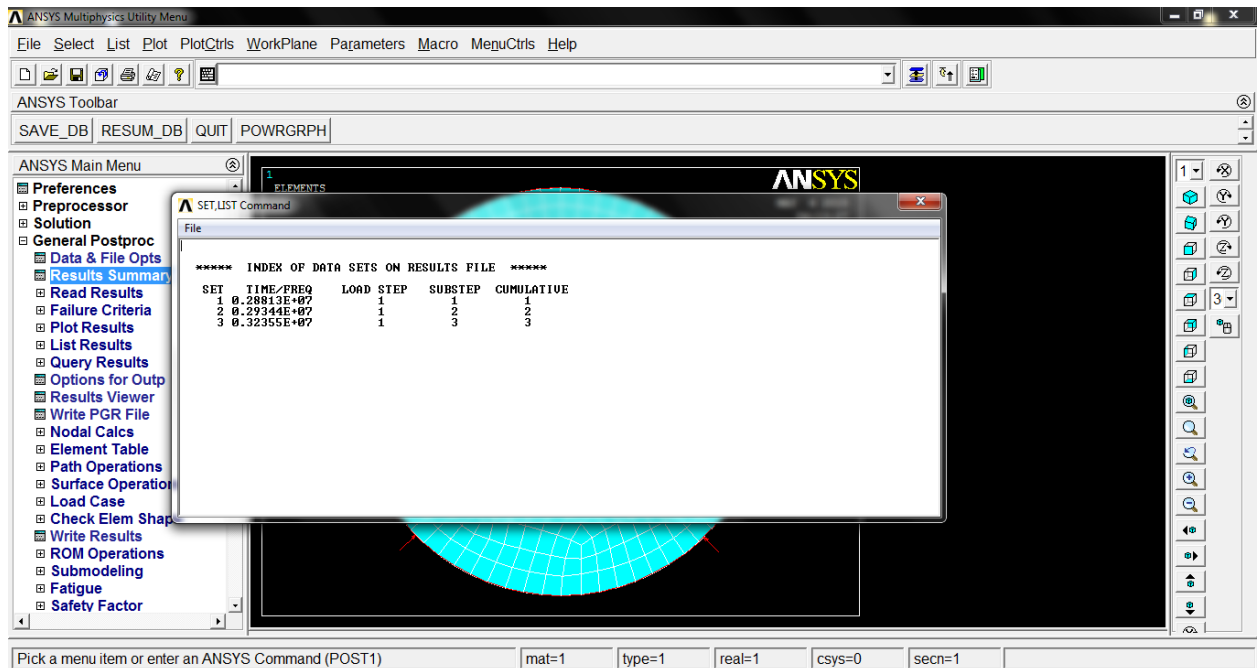 ANSYS Multiphysics Utility Menu
File Select List Plot PlotCtrls WorkPlane Parameters Macro MenuCtrls Help
ANSYS Toolbar
SAVE_DB RESUM_DB QUIT POWRGRPH
ANSYS Main Menu
Preferences
Preprocessor
Solution
General Postproc
Data & File Opts
Results Summary
Read Results
Failure Criteria
Plot Results
List Results
Query Results
Options for Outp
Results Viewer
Write PGR File
Nodal Calcs
Element Table
Path Operations
Surface Operation
Load Case
Check Elem Shap
Write Results
ROM Operations
Submodeling
Fatigue
Safety Factor
1
ELEMENTS
ANSYS
SET,LIST Command
File
***** INDEX OF DATA SETS ON RESULTS FILE *****
SET TIME/FREQ LOAD STEP SUBSTEP CUMULATIVE
1 0.28813E+07 1 1 1
2 0.29344E+07 1 2 2
3 0.32355E+07 1 3 3
1
3
Pick a menu item or enter an ANSYS Command (POST1) mat=1 type=1 real=1 csys=0 secn=1